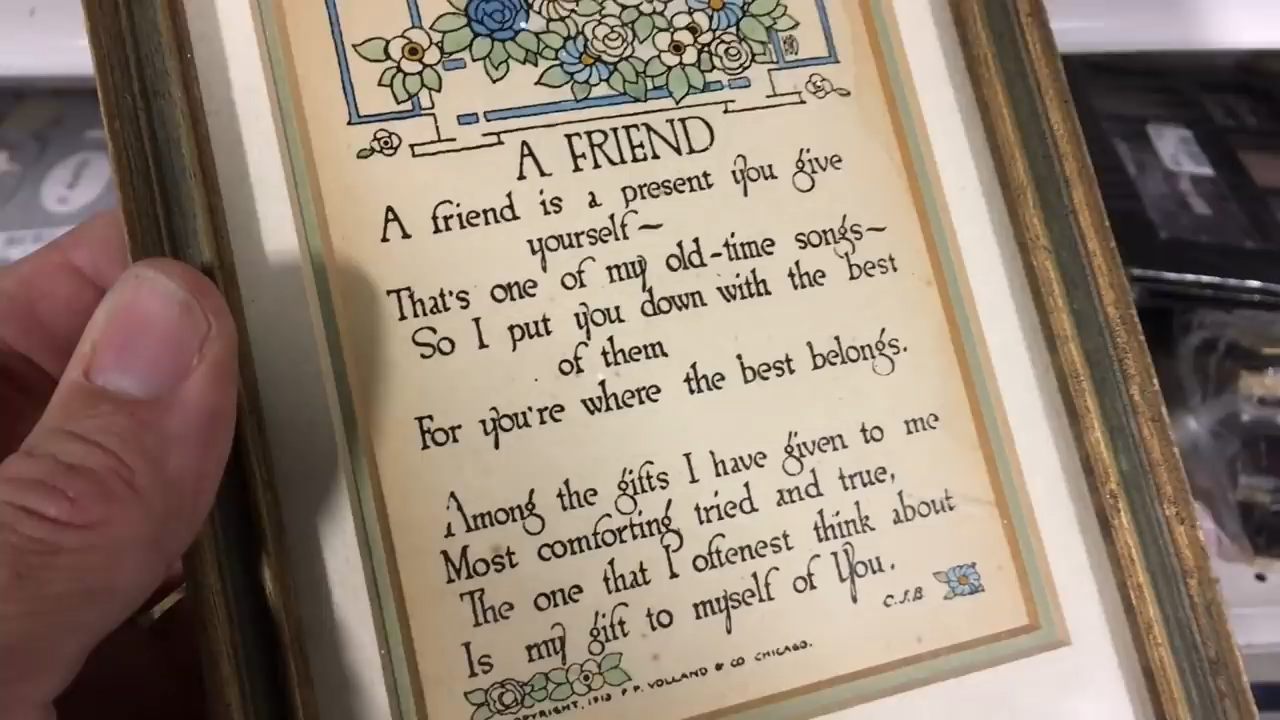 A FRIEND
A friend is a present you give
yourself~
That's one of my old-time songs~
So I put you down with the best
of them
For you're where the best belongs.
Among the gifts I have given to me
Most comforting tried and true,
The one that I oftenest think about
Is my gift to myself of You.
C.J.B
1913 P. P. VOLLAND & CO CHICAGO.